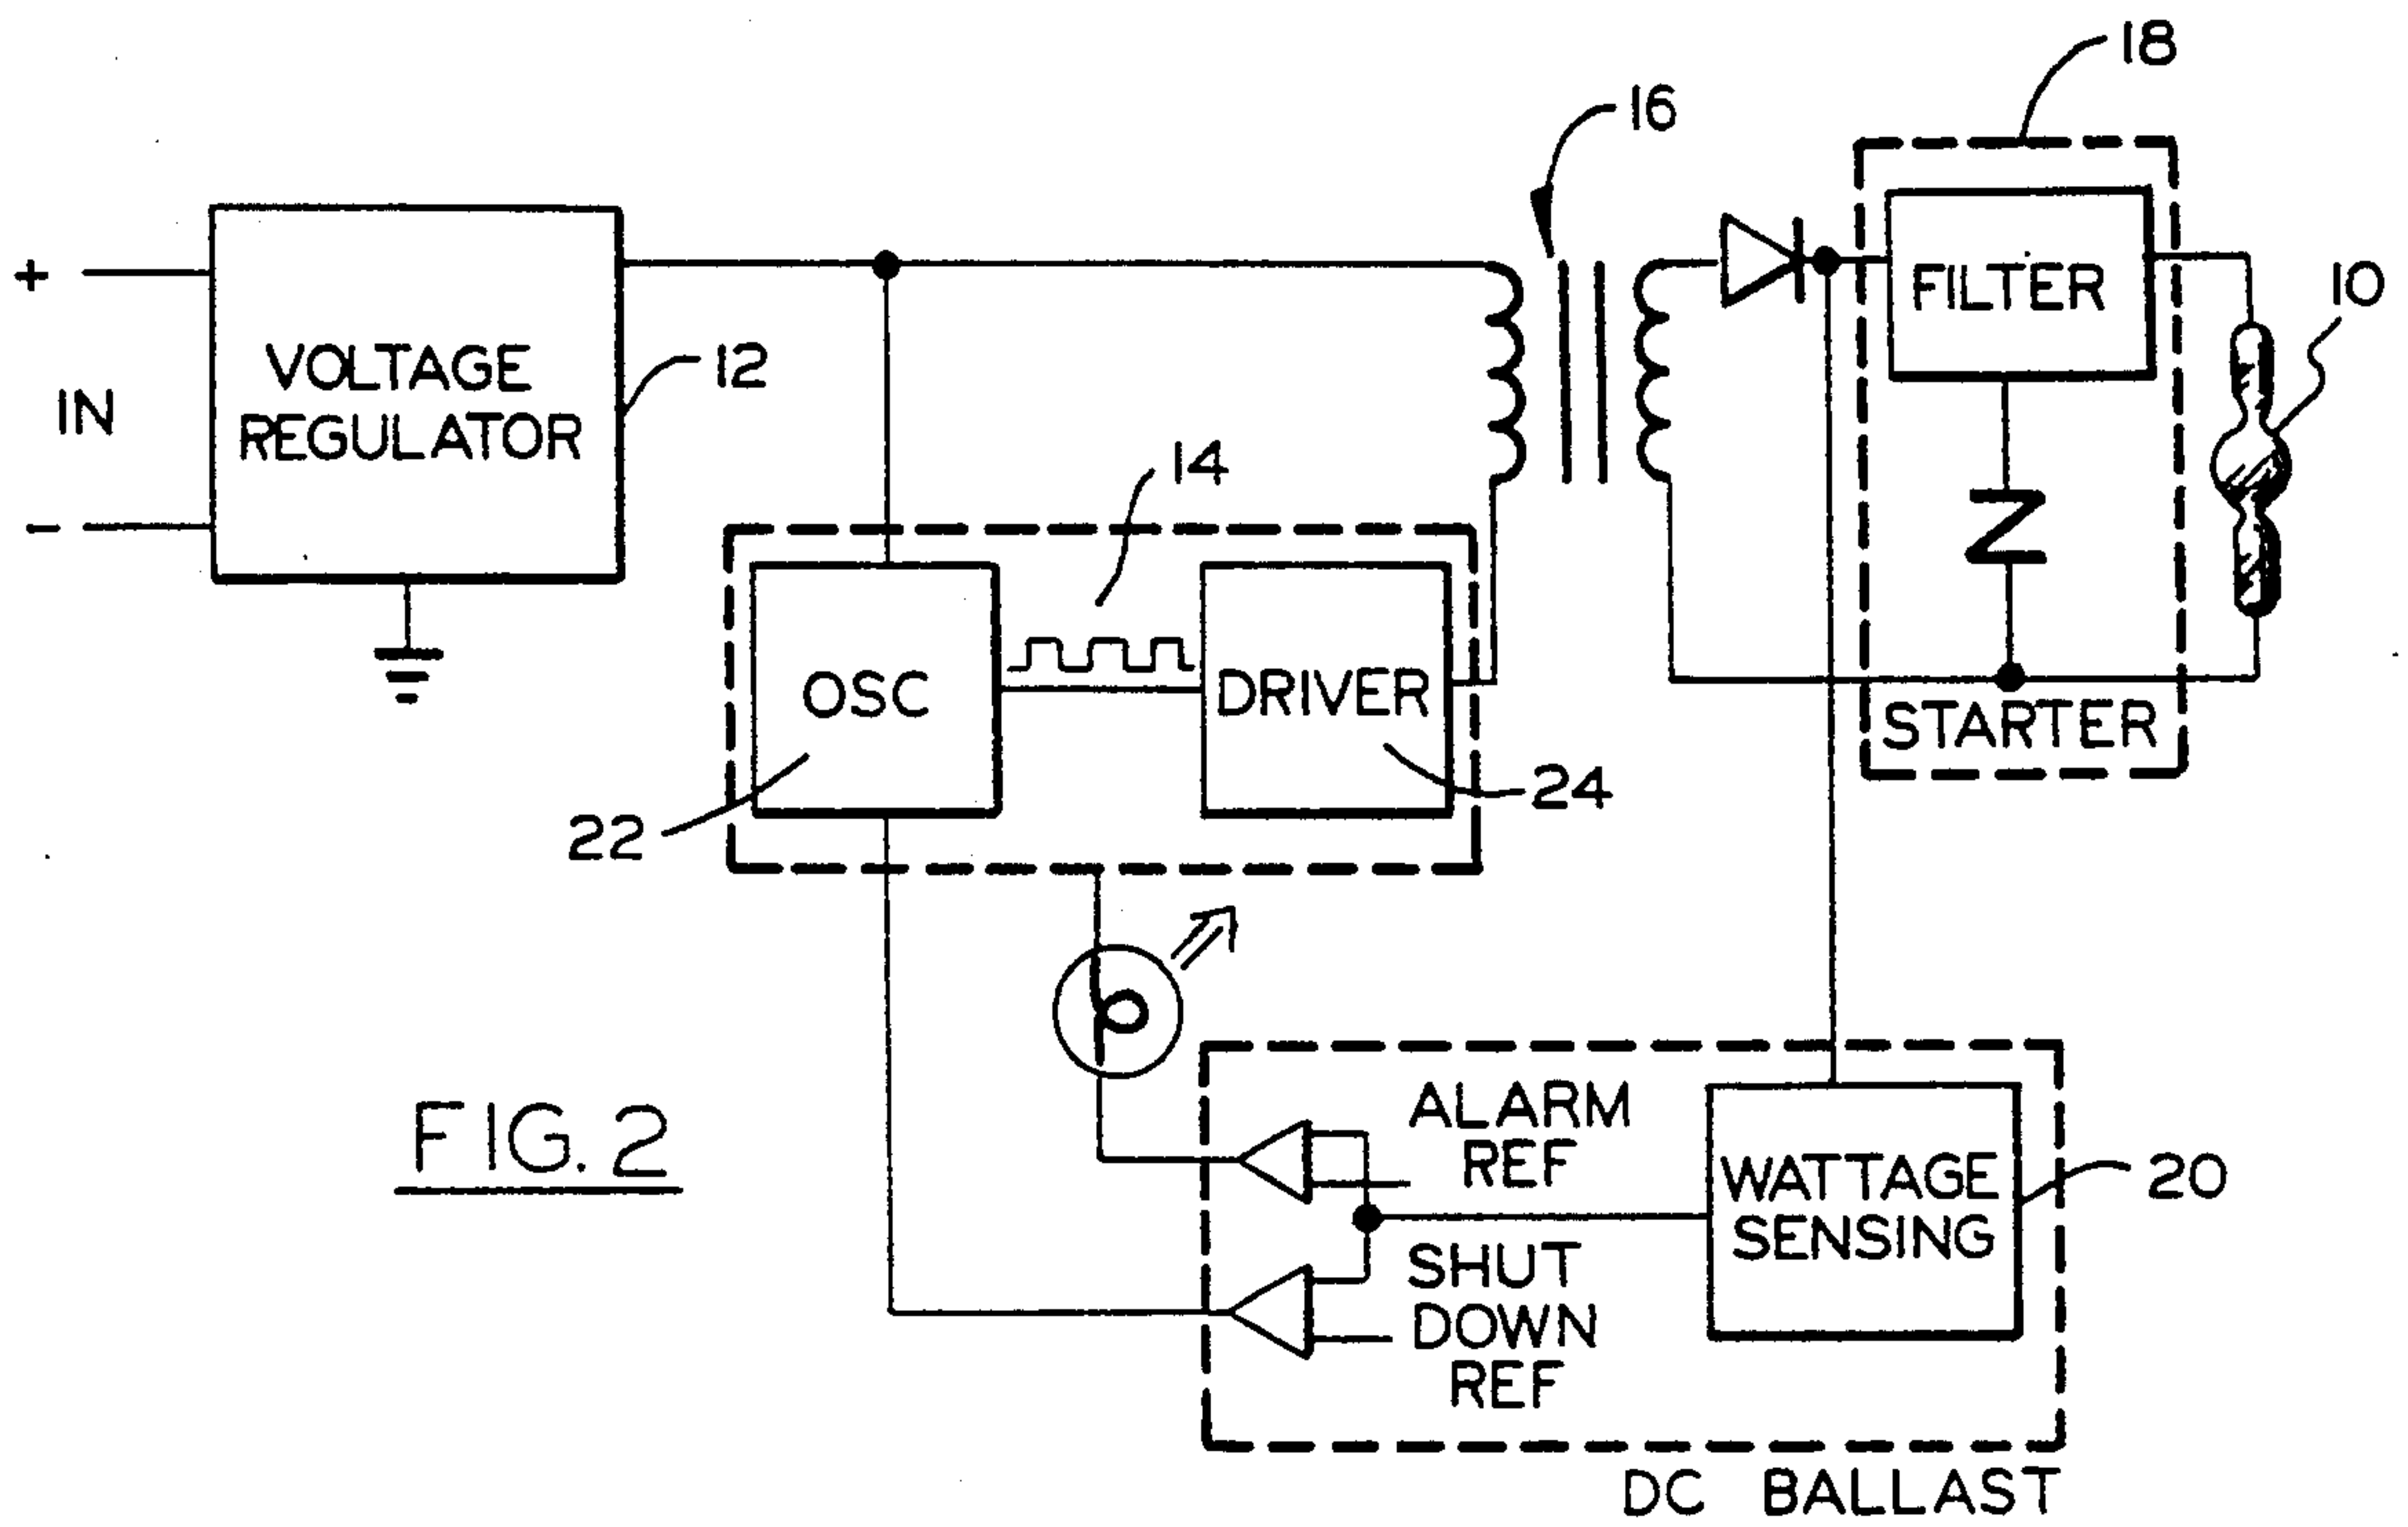 18
16
+
IN
-
VOLTAGE
REGULATOR
12
FILTER
10
14
OSC
DRIVER
22
24
STARTER
ALARM
REF
WATTAGE
SENSING
20
SHUT
DOWN
REF
FIG. 2
DC BALLAST